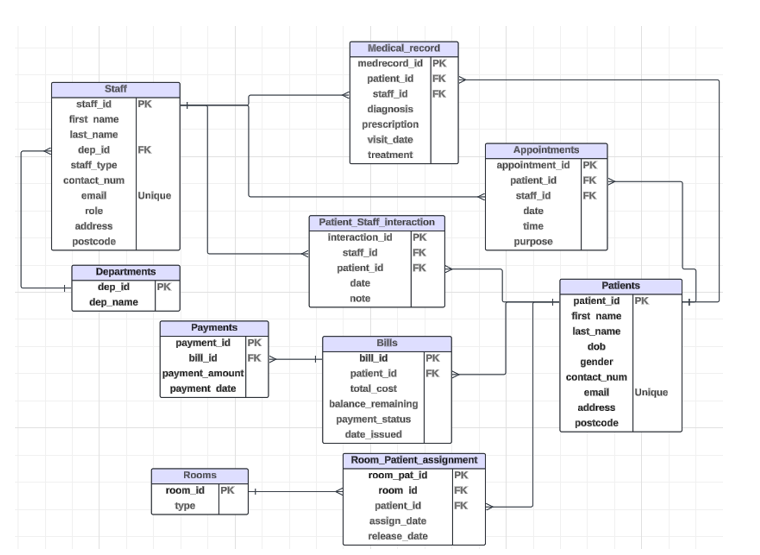 Medical_record
medrecord_id PK
patient_id FK
staff_id FK
diagnosis
prescription
visit_date
treatment
Staff
staff_id PK
first_name
last_name
dep_id FK
staff_type
contact_num
email Unique
role
address
postcode
Appointments
appointment_id PK
patient_id FK
staff_id FK
date
time
purpose
Patient_Staff_interaction
interaction_id PK
staff_id FK
patient_id FK
date
note
Departments
dep_id PK
dep_name
Patients
patient_id PK
first_name
last_name
dob
gender
contact_num
email Unique
address
postcode
Payments
payment_id PK
bill_id FK
payment_amount
payment_date
Bills
bill_id PK
patient_id FK
total_cost
balance_remaining
payment_status
date_issued
Room_Patient_assignment
room_pat_id PK
room_id FK
patient_id FK
assign_date
release_date
Rooms
room_id PK
type